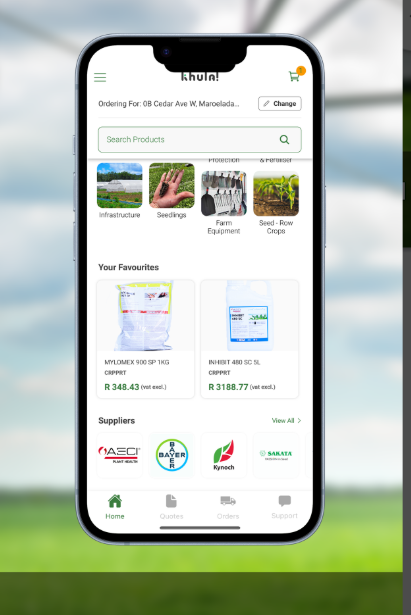 khula!
1
Ordering For: 0B Cedar Ave W, Maroelada...
Change
Search Products
Protection
& Fertiliser
Infrastructure
Seedlings
Farm
Equipment
Seed - Row
Crops
Your Favourites
MYLOMEX 900 SP 1KG
CRPPRT
R 348.43 (vat excl.)
INHIBIT 480 SC 5L
CRPPRT
R 3188.77 (vat excl.)
Suppliers
View All
AECI
PLANT HEALTH
BAYER
BAYER
Kynoch
SAKATA
Home
Quotes
Orders
Support